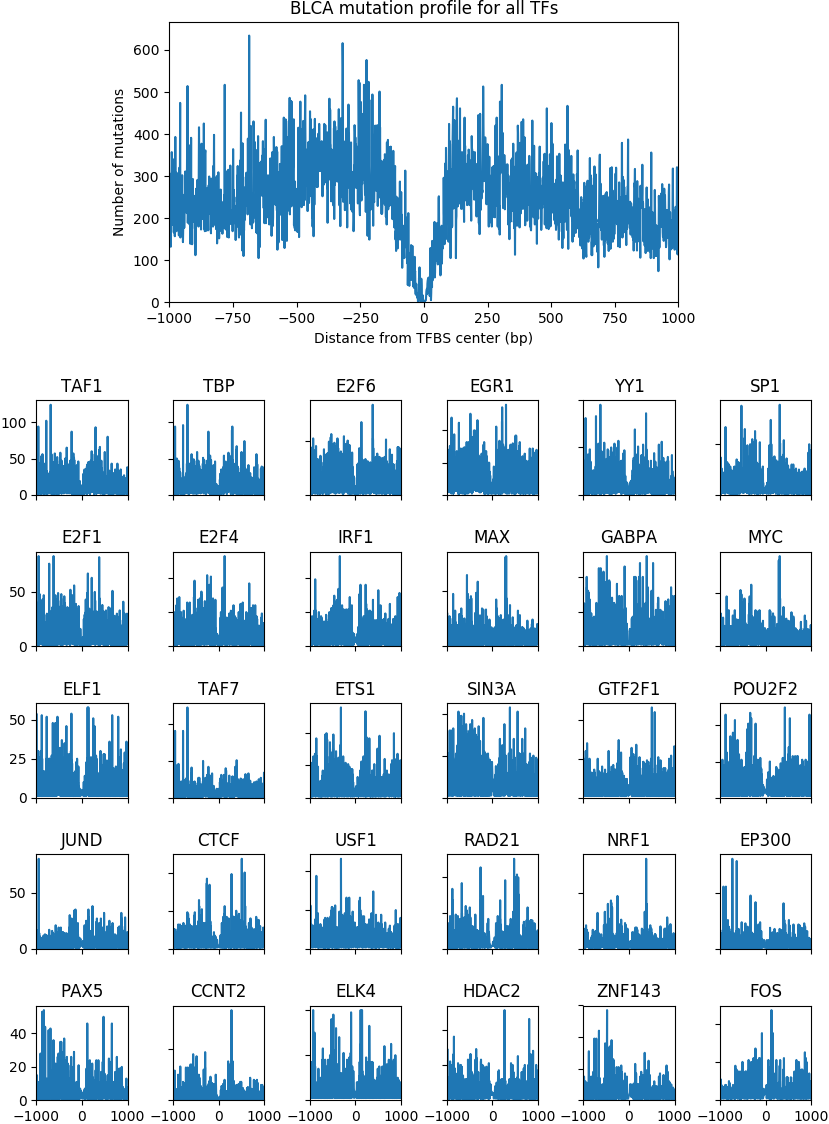 BLCA mutation profile for all TFs
600
500
400
300
200
100
0
Number of mutations
−1000 −750 −500 −250 0 250 500 750 1000
Distance from TFBS center (bp)
TAF1 TBP E2F6 EGR1 YY1 SP1
100
50
0
E2F1 E2F4 IRF1 MAX GABPA MYC
50
0
ELF1 TAF7 ETS1 SIN3A GTF2F1 POU2F2
50
25
0
JUND CTCF USF1 RAD21 NRF1 EP300
50
0
PAX5 CCNT2 ELK4 HDAC2 ZNF143 FOS
40
20
0
−1000 0 1000 −1000 0 1000 −1000 0 1000 −1000 0 1000 −1000 0 1000 −1000 0 1000